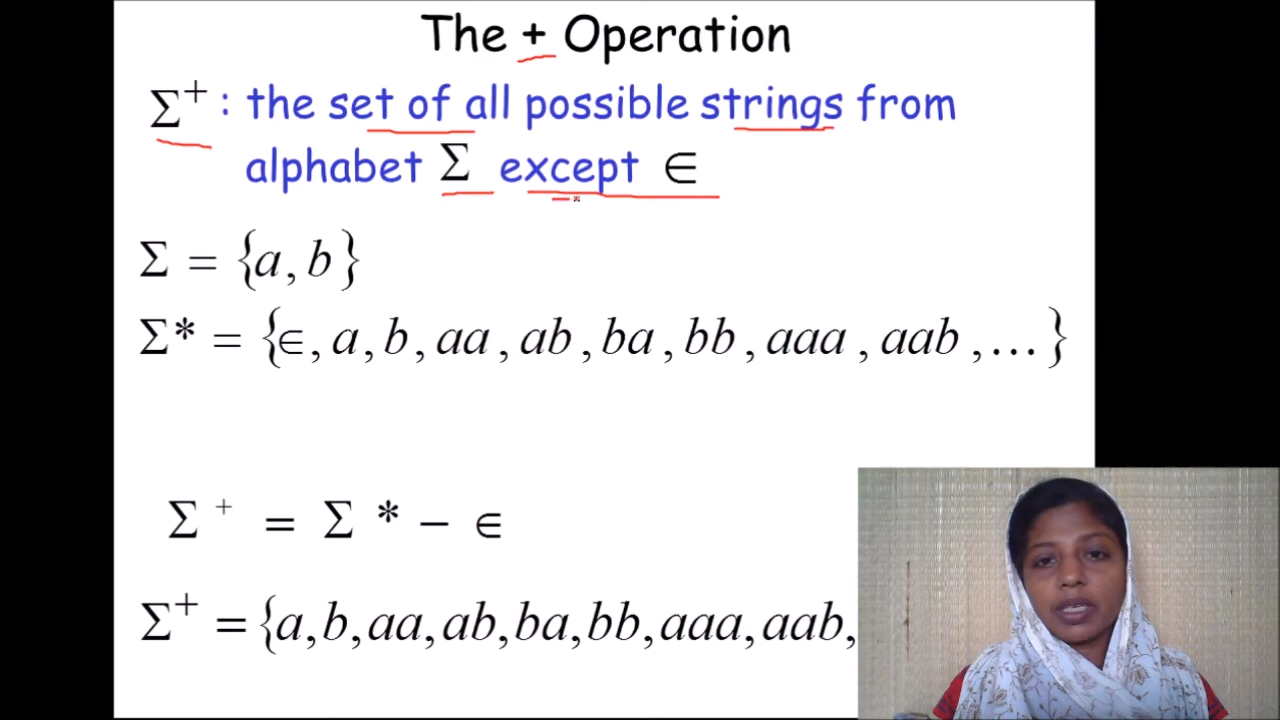 The + Operation
Σ⁺ : the set of all possible strings from
alphabet Σ except ∈
Σ = {a, b}
Σ* = {∈, a, b, aa, ab, ba, bb, aaa, aab, …}
Σ ⁺ = Σ * − ∈
Σ⁺ = {a, b, aa, ab, ba, bb, aaa, aab,